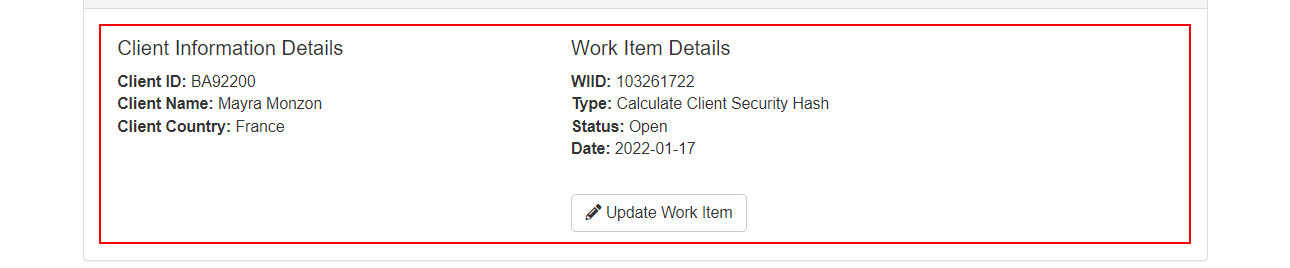 Client Information Details
Client ID: BA92200
Client Name: Mayra Monzon
Client Country: France
Work Item Details
WIID: 103261722
Type: Calculate Client Security Hash
Status: Open
Date: 2022-01-17
Update Work Item